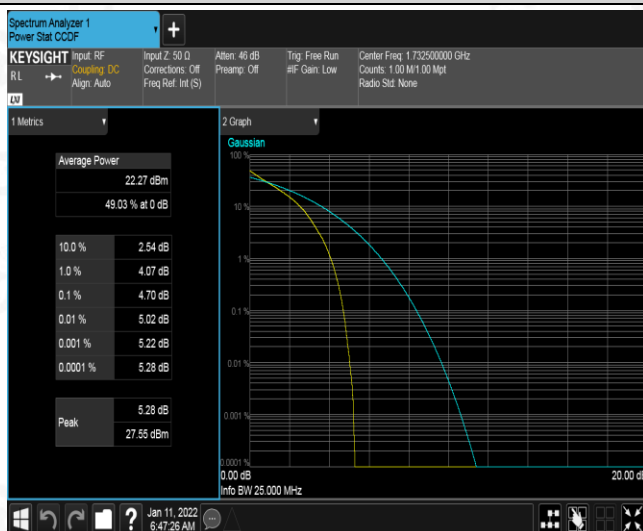 Spectrum Analyzer 1
Power Stat CCDF
+
KEYSIGHT
RL
LXI
Input: RF
Coupling: DC
Align: Auto
Input Z: 50 Ω
Corrections: Off
Freq Ref: Int (S)
Atten: 46 dB
Preamp: Off
Trig: Free Run
#IF Gain: Low
Center Freq: 1.732500000 GHz
Counts: 1.00 M/1.00 Mpt
Radio Std: None
1 Metrics
Average Power
22.27 dBm
49.03 % at 0 dB
10.0 % 2.54 dB
1.0 % 4.07 dB
0.1 % 4.70 dB
0.01 % 5.02 dB
0.001 % 5.22 dB
0.0001 % 5.28 dB
Peak
5.28 dB
27.55 dBm
2 Graph
Gaussian
100 %
10 %
1 %
0.1 %
0.01 %
0.001 %
0.0001 %
0.00 dB 20.00 dB
Info BW 25.000 MHz
?
Jan 11, 2022
6:47:26 AM